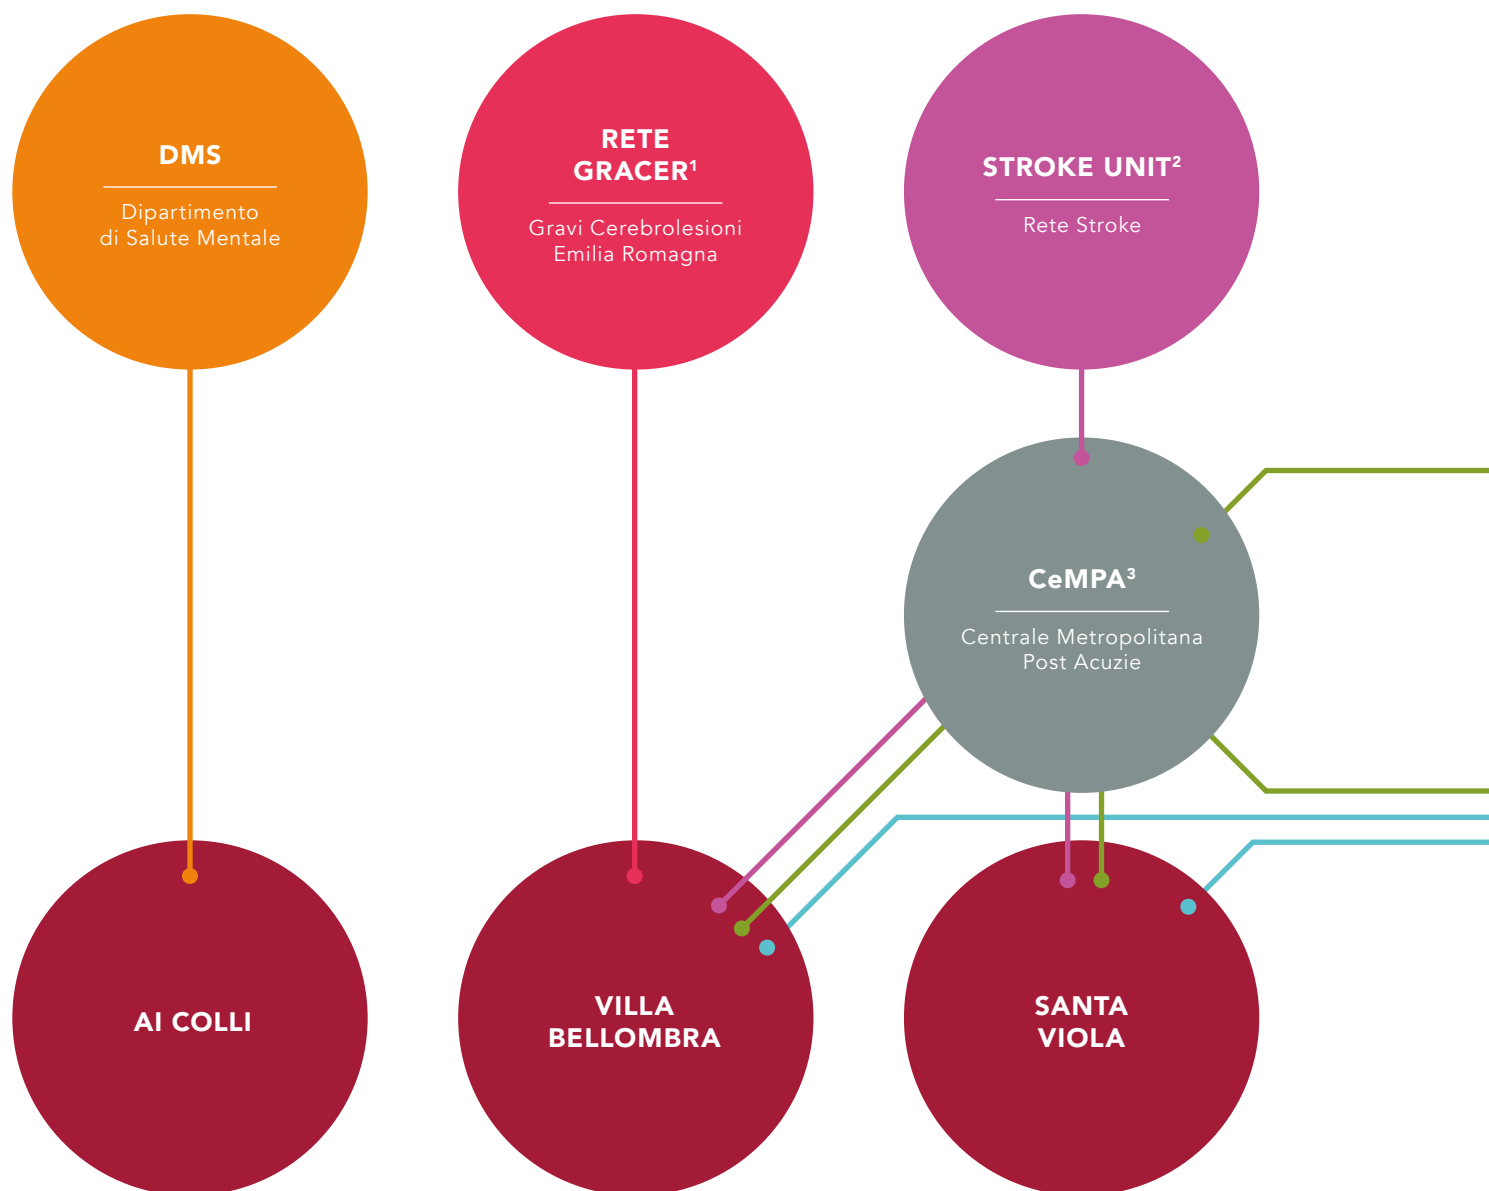 DMS
Dipartimento
di Salute Mentale
RETE
GRACER¹
Gravi Cerebrolesioni
Emilia Romagna
STROKE UNIT²
Rete Stroke
CeMPA³
Centrale Metropolitana
Post Acuzie
AI COLLI
VILLA
BELLOMBRA
SANTA
VIOLA